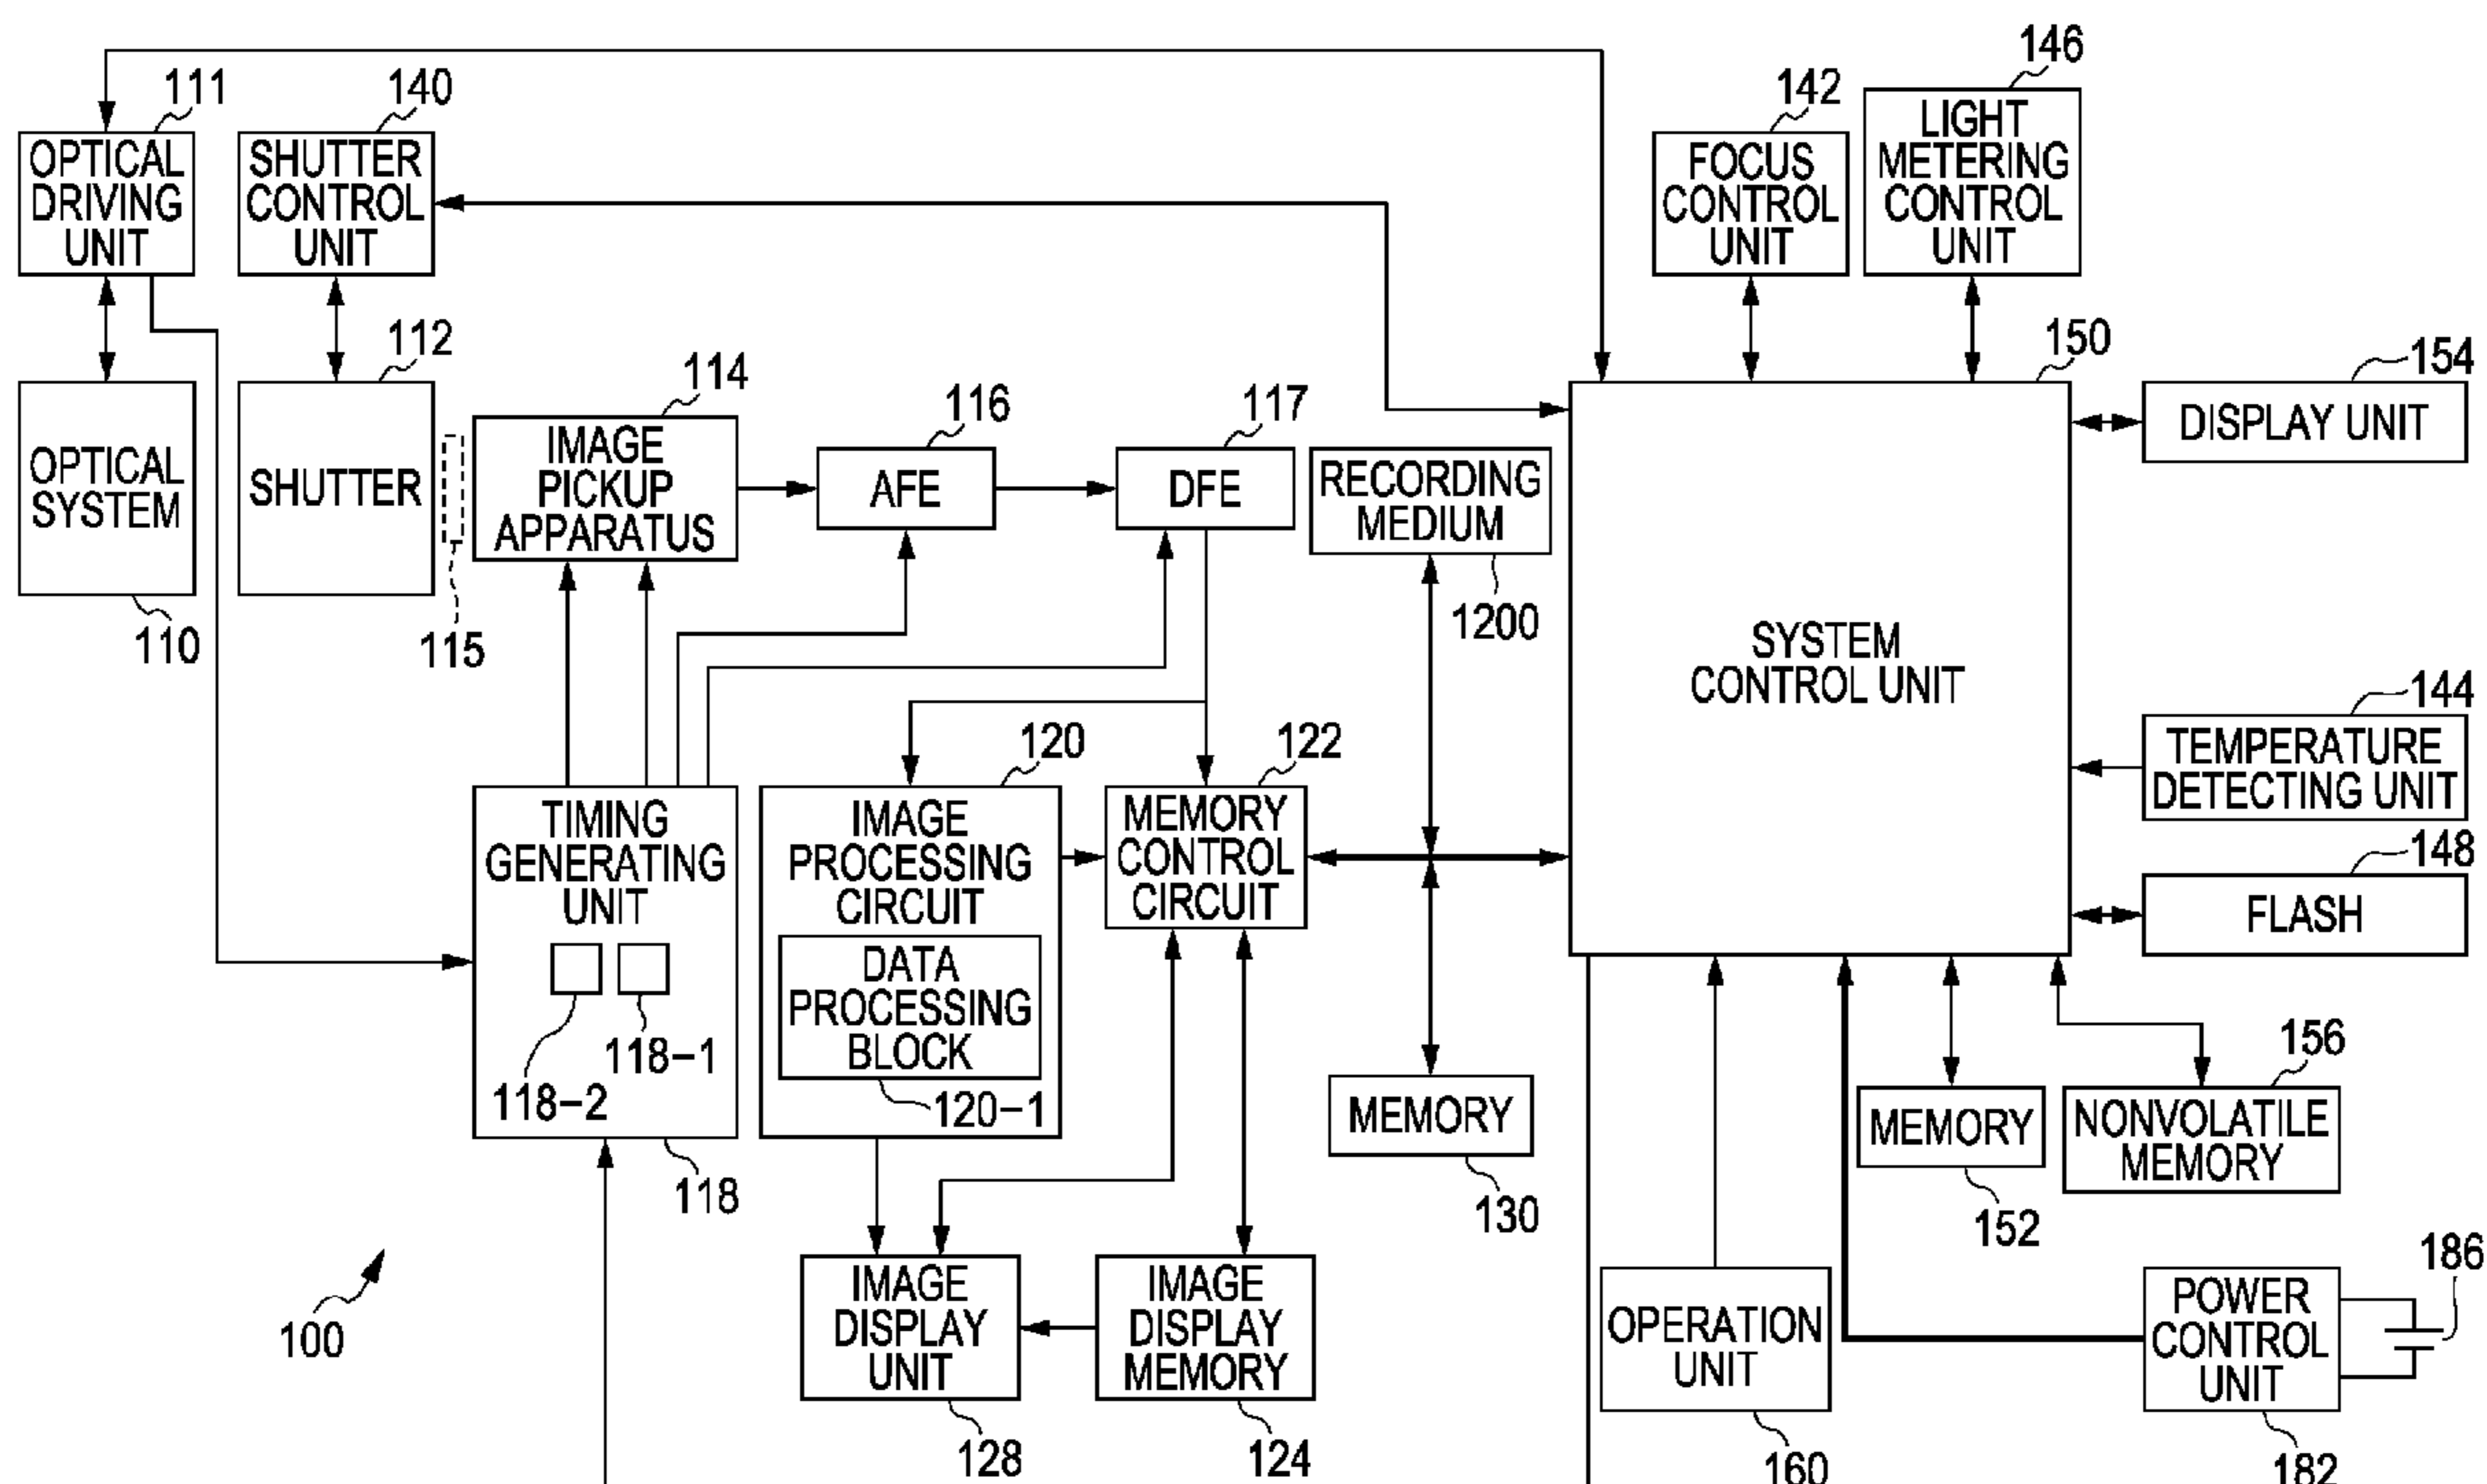 111
140
142
146
OPTICAL
DRIVING
UNIT
SHUTTER
CONTROL
UNIT
FOCUS
CONTROL
UNIT
LIGHT
METERING
CONTROL
UNIT
112
114
116
117
150
154
OPTICAL
SYSTEM
SHUTTER
IMAGE
PICKUP
APPARATUS
AFE
DFE
RECORDING
MEDIUM
DISPLAY UNIT
110
115
1200
SYSTEM
CONTROL UNIT
144
TEMPERATURE
DETECTING UNIT
120
122
TIMING
GENERATING
UNIT
IMAGE
PROCESSING
CIRCUIT
MEMORY
CONTROL
CIRCUIT
148
FLASH
DATA
PROCESSING
BLOCK
118-1
118-2
120-1
118
MEMORY
130
MEMORY
152
156
NONVOLATILE
MEMORY
100
IMAGE
DISPLAY
UNIT
128
IMAGE
DISPLAY
MEMORY
124
OPERATION
UNIT
160
POWER
CONTROL
UNIT
182
186